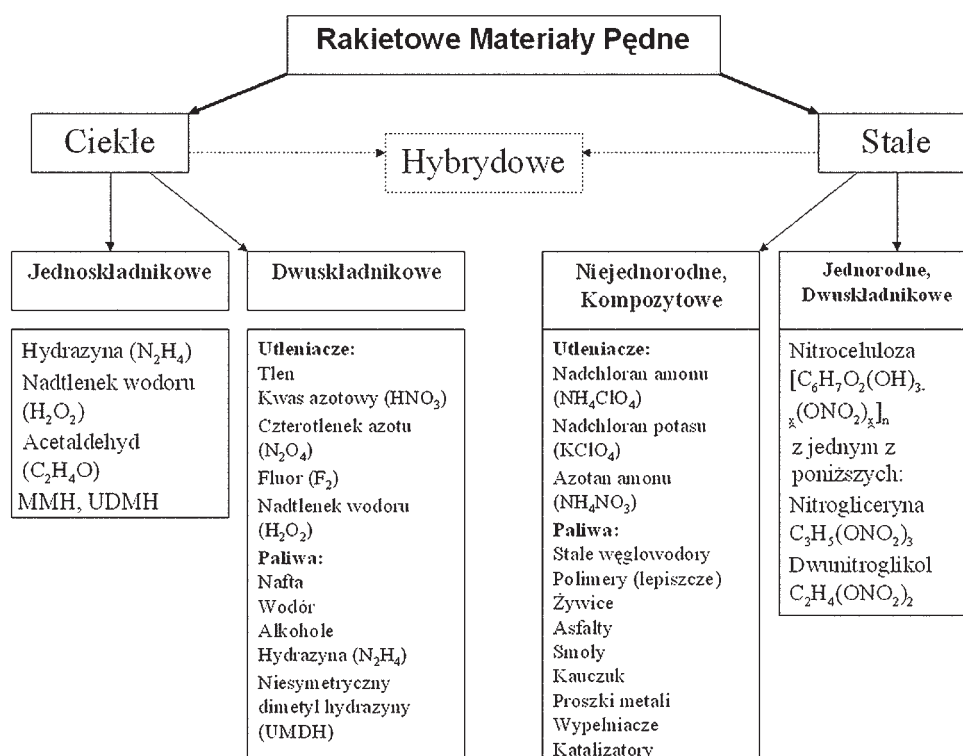 Rakietowe Materiały Pędne
Ciekłe
Hybrydowe
Stałe
Jednoskładnikowe
Hydrazyna (N₂H₄)
Nadtlenek wodoru
(H₂O₂)
Acetaldehyd
(C₂H₄O)
MMH, UDMH
Dwuskładnikowe
Utleniacze:
Tlen
Kwas azotowy (HNO₃)
Czterotlenek azotu
(N₂O₄)
Fluor (F₂)
Nadtlenek wodoru
(H₂O₂)
Paliwa:
Nafta
Wodór
Alkohole
Hydrazyna (N₂H₄)
Niesymetryczny
dimetyl hydrazyny
(UMDH)
Niejednorodne,
Kompozytowe
Utleniacze:
Nadchloran amonu
(NH₄ClO₄)
Nadchloran potasu
(KClO₄)
Azotan amonu
(NH₄NO₃)
Paliwa:
Stałe węglowodory
Polimery (lepiszcze)
Żywice
Asfalty
Smoły
Kauczuk
Proszki metali
Wypełniacze
Katalizatory
Jednorodne,
Dwuskładnikowe
Nitroceluloza
[C₆H₇O₂(OH)₃₋
ₓ(ONO₂)ₓ]ₙ
z jednym z
poniższych:
Nitrogliceryna
C₃H₅(ONO₂)₃
Dwunitroglikol
C₂H₄(ONO₂)₂